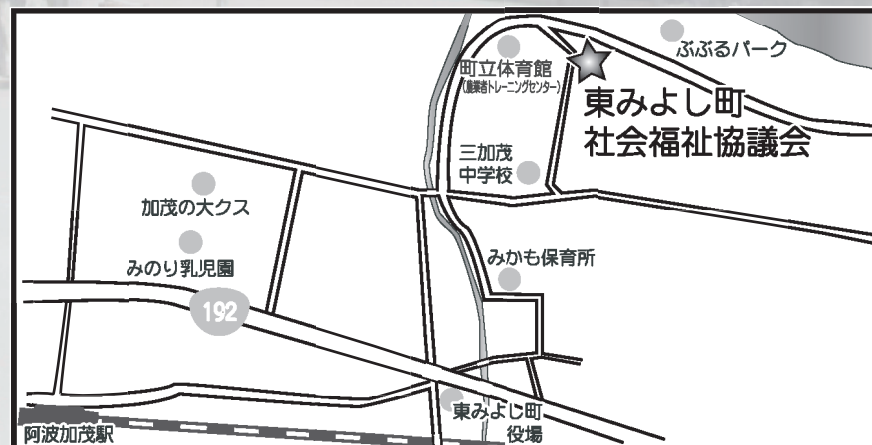 ぶぶるパーク
町立体育館
(農業者トレーニングセンター)
東みよし町
社会福祉協議会
三加茂
中学校
加茂の大クス
みのり乳児園
みかも保育所
192
東みよし町
役場
阿波加茂駅